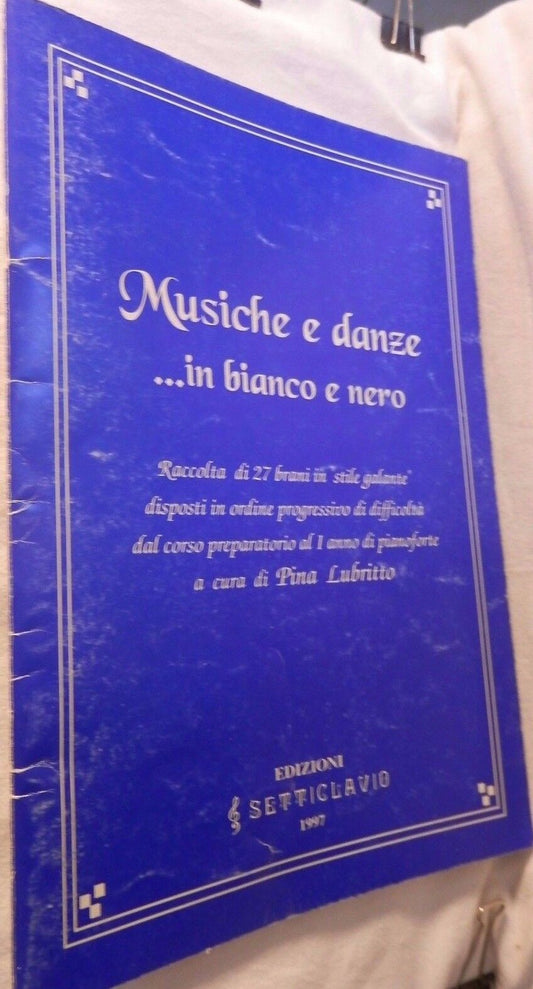 Musiche e danze
...in bianco e nero
Raccolta di 27 brani in "stile galante"
disposti in ordine progressivo di difficoltà
dal corso preparatorio al I anno di pianoforte
a cura di Pina Lubritto
EDIZIONI
SETTICLAVIO
1997